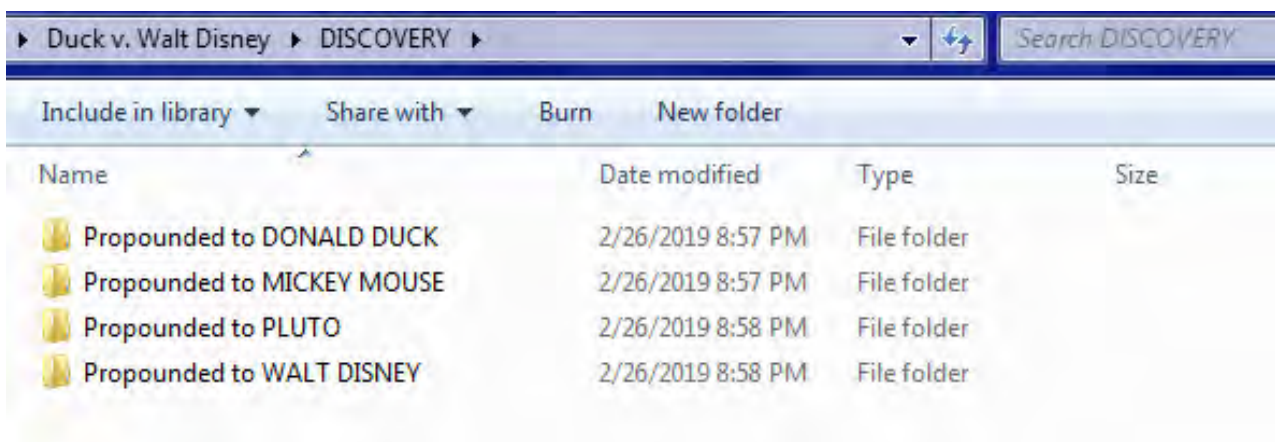 Duck v. Walt Disney DISCOVERY Search DISCOVERY
Include in library Share with Burn New folder
Name Date modified Type Size
Propounded to DONALD DUCK 2/26/2019 8:57 PM File folder
Propounded to MICKEY MOUSE 2/26/2019 8:57 PM File folder
Propounded to PLUTO 2/26/2019 8:58 PM File folder
Propounded to WALT DISNEY 2/26/2019 8:58 PM File folder